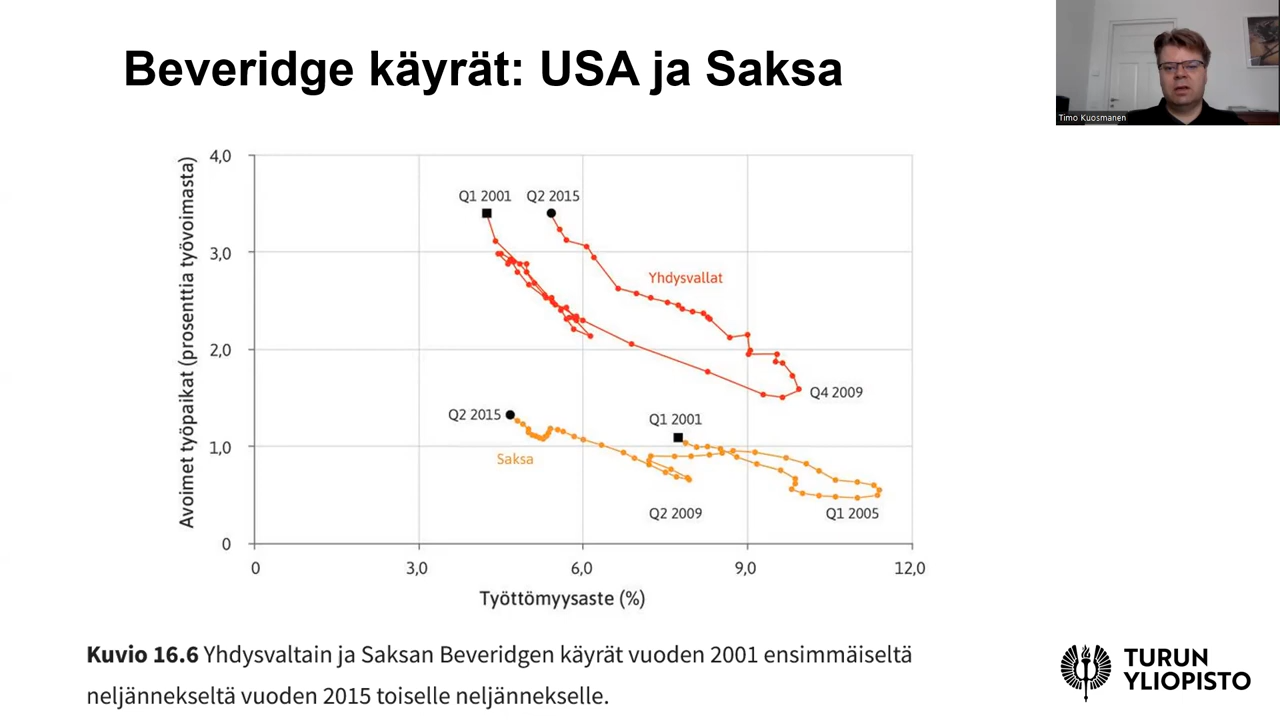 Beveridge käyrät: USA ja Saksa
Timo Kuosmanen
Avoimet työpaikat (prosenttia työvoimasta)
4,0
3,0
2,0
1,0
0
Q1 2001
Q2 2015
Yhdysvallat
Q4 2009
Q2 2015
Q1 2001
Saksa
Q2 2009
Q1 2005
0
3,0
6,0
9,0
12,0
Työttömyysaste (%)
Kuvio 16.6 Yhdysvaltain ja Saksan Beveridgen käyrät vuoden 2001 ensimmäiseltä
neljännekseltä vuoden 2015 toiselle neljännekselle.
TURUN
YLIOPISTO